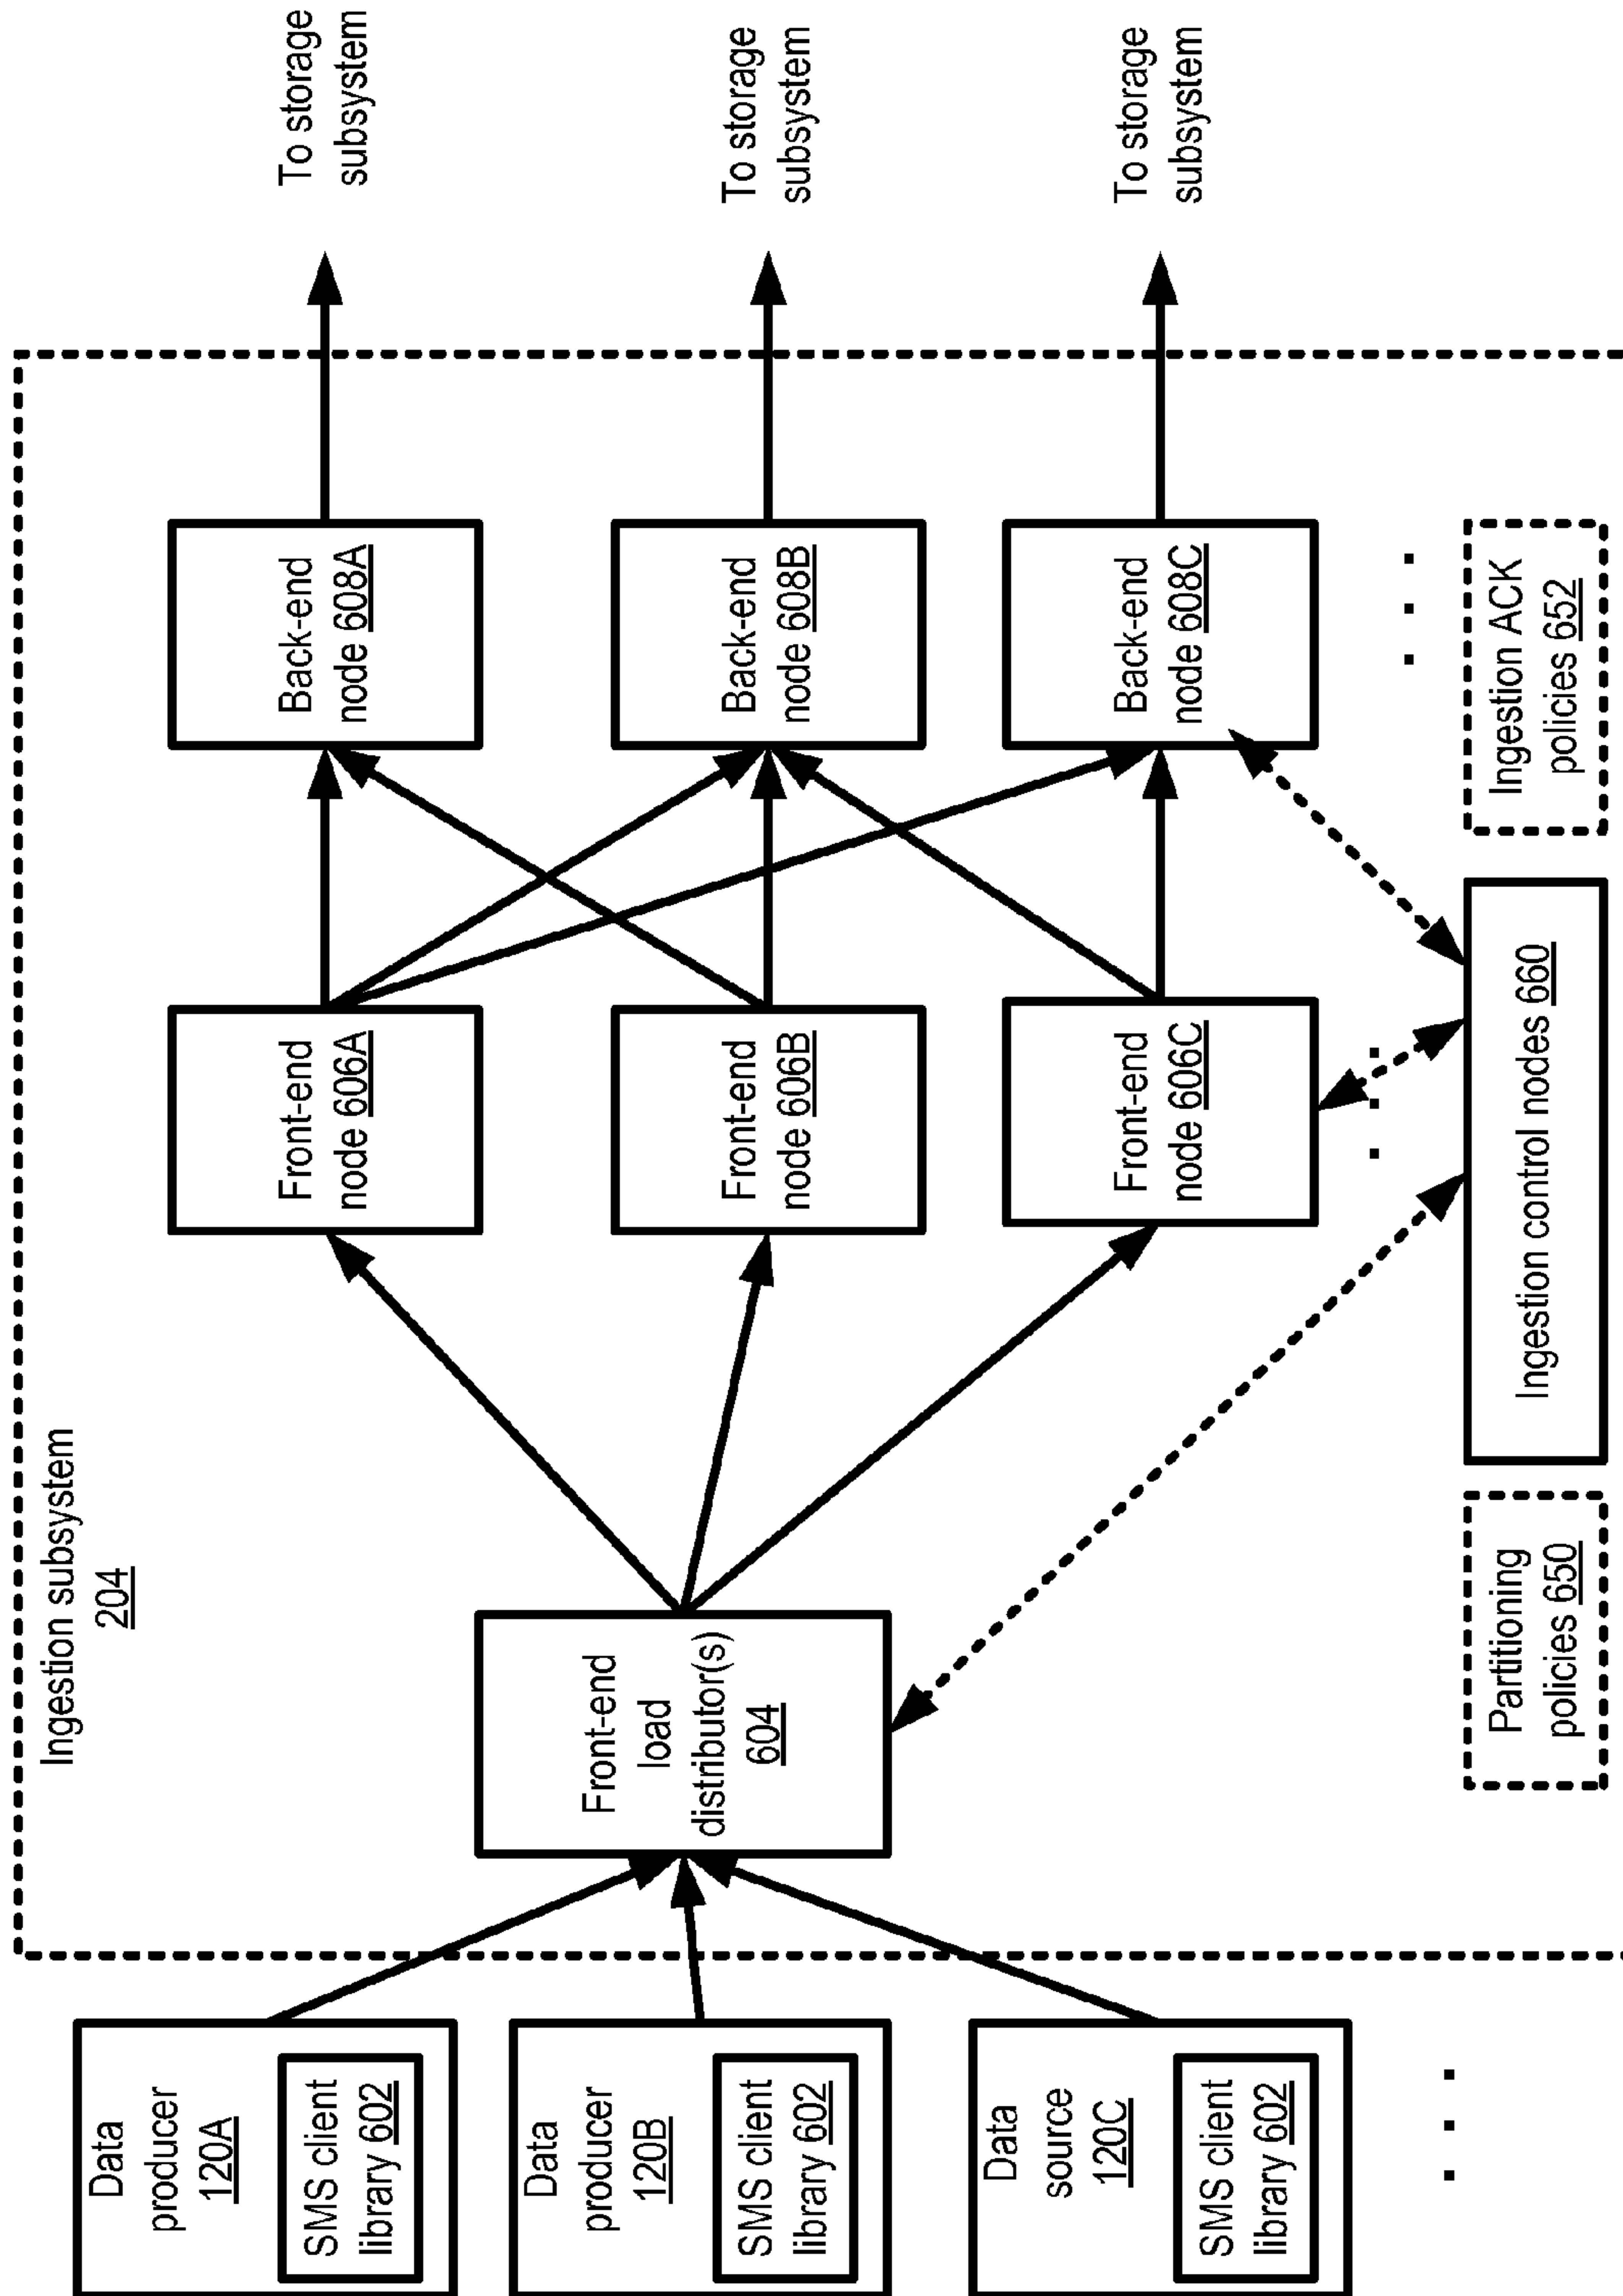 Ingestion subsystem
204
Data
producer
120A
SMS client
library 602
Data
producer
120B
SMS client
library 602
Data
source
120C
SMS client
library 602
. . .
Front-end
load
distributor(s)
604
Front-end
node 606A
Front-end
node 606B
Front-end
node 606C
. . .
Back-end
node 608A
Back-end
node 608B
Back-end
node 608C
. . .
To storage
subsystem
To storage
subsystem
To storage
subsystem
Partitioning
policies 650
Ingestion control nodes 660
Ingestion ACK
policies 652